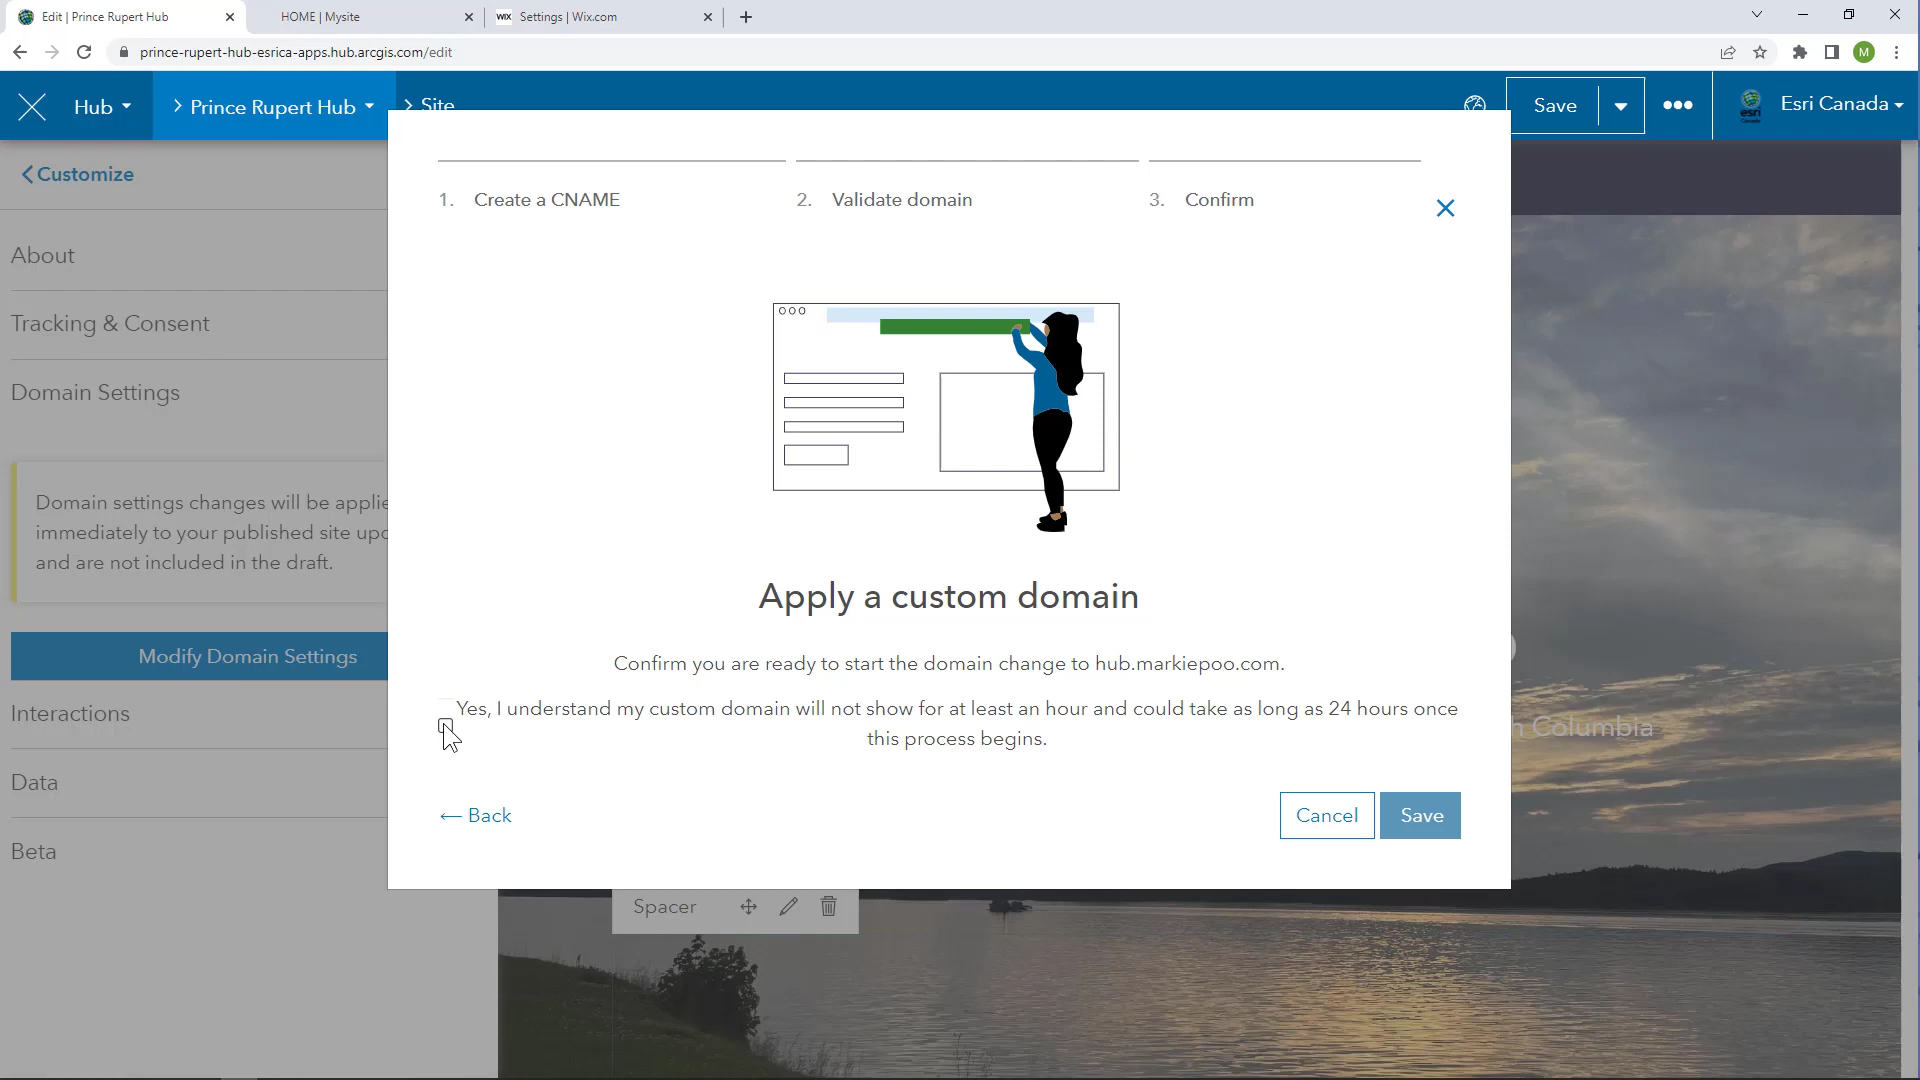 Edit | Prince Rupert Hub
HOME | Mysite
WIX Settings | Wix.com
prince-rupert-hub-esrica-apps.hub.arcgis.com/edit
M
Hub
Prince Rupert Hub
Site
Save
esri Canada
Esri Canada
Customize
1. Create a CNAME
2. Validate domain
3. Confirm
About
Tracking & Consent
Domain Settings
Domain settings changes will be applie
immediately to your published site upo
and are not included in the draft.
Modify Domain Settings
Interactions
Data
Beta
Apply a custom domain
Confirm you are ready to start the domain change to hub.markiepoo.com.
Yes, I understand my custom domain will not show for at least an hour and could take as long as 24 hours once
this process begins.
h Columbia
Back
Cancel
Save
Spacer